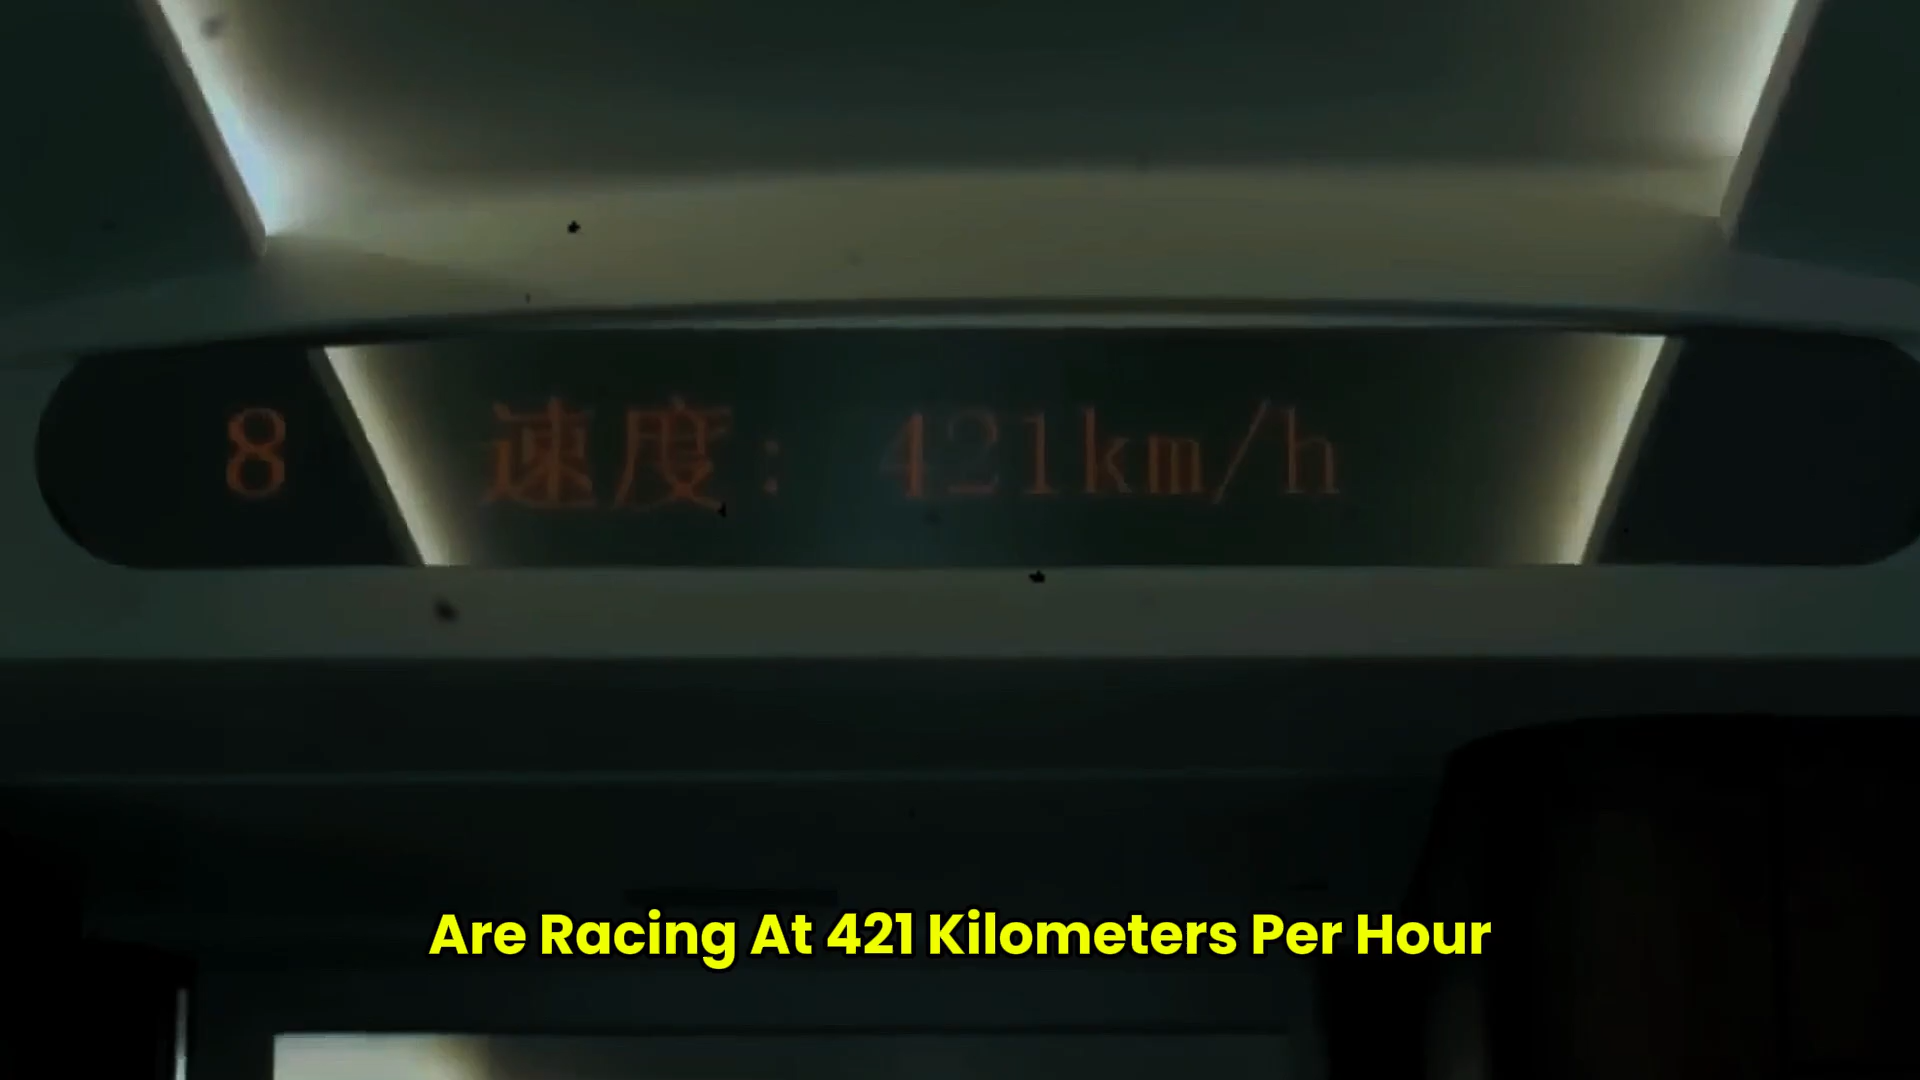 8 速度: 421km/h
Are Racing At 421 Kilometers Per Hour